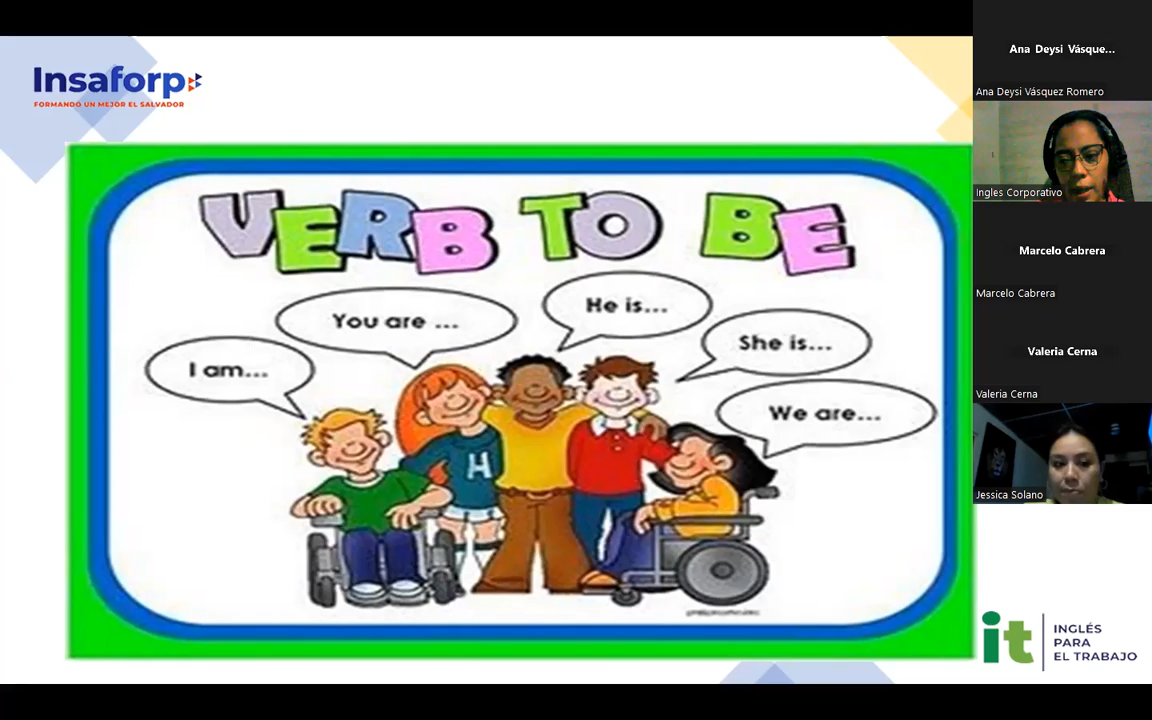 Insaforp
FORMANDO UN MEJOR EL SALVADOR
VERB TO BE
You are ...
He is...
She is...
I am...
We are...
H
Ana Deysi Vásque...
Ana Deysi Vásquez Romero
Ingles Corporativo
Marcelo Cabrera
Marcelo Cabrera
Valeria Cerna
Valeria Cerna
Jessica Solano
it
INGLÉS
PARA
EL TRABAJO